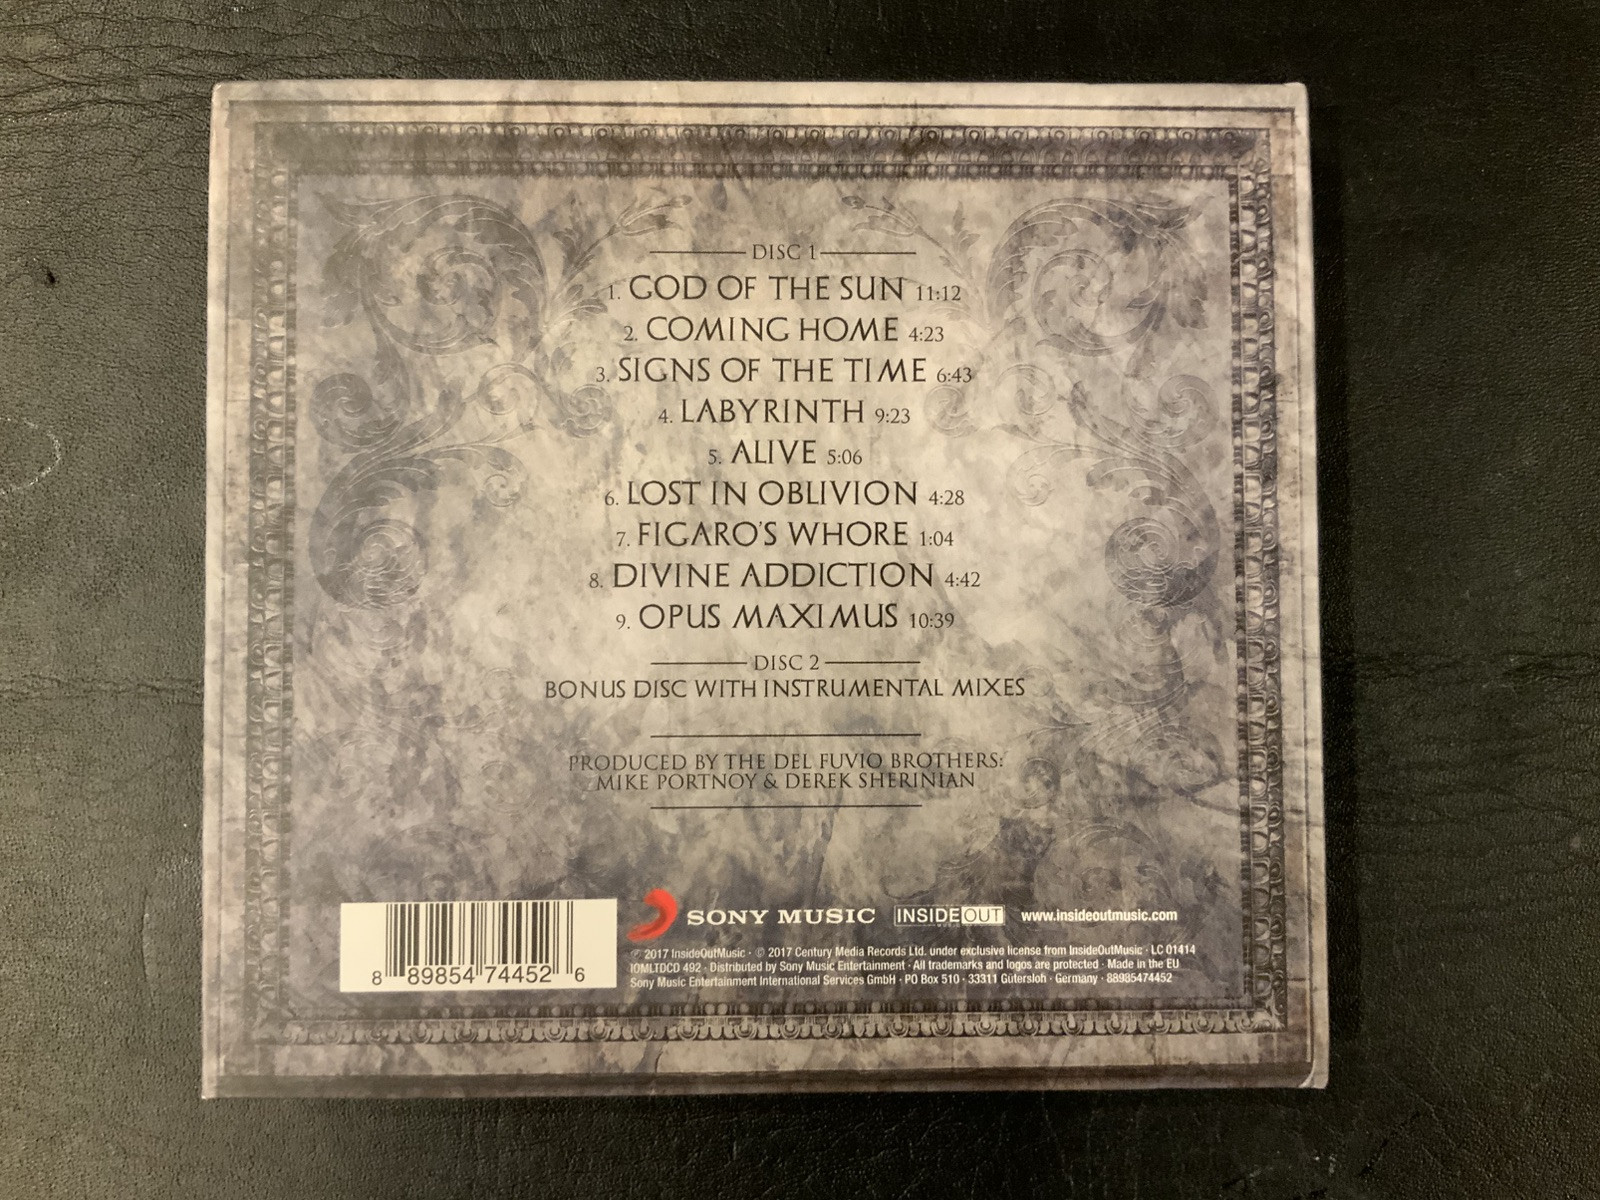 DISC 1
1. GOD OF THE SUN 11:12
2. COMING HOME 4:23
3. SIGNS OF THE TIME 6:43
4. LABYRINTH 9:23
5. ALIVE 5:06
6. LOST IN OBLIVION 4:28
7. FIGARO'S WHORE 1:04
8. DIVINE ADDICTION 4:42
9. OPUS MAXIMUS 10:39
DISC 2
BONUS DISC WITH INSTRUMENTAL MIXES
PRODUCED BY THE DEL FUVIO BROTHERS:
MIKE PORTNOY & DEREK SHERINIAN
SONY MUSIC INSIDEOUT MUSIC www.insideoutmusic.com
℗ 2017 InsideOutMusic · © 2017 Century Media Records Ltd. under exclusive license from InsideOutMusic · LC 01414
IOMLTDCD 492 · Distributed by Sony Music Entertainment · All trademarks and logos are protected · Made in the EU
Sony Music Entertainment International Services GmbH · PO Box 510 · 33311 Gütersloh · Germany · 88985474452
8 89854 74452 6